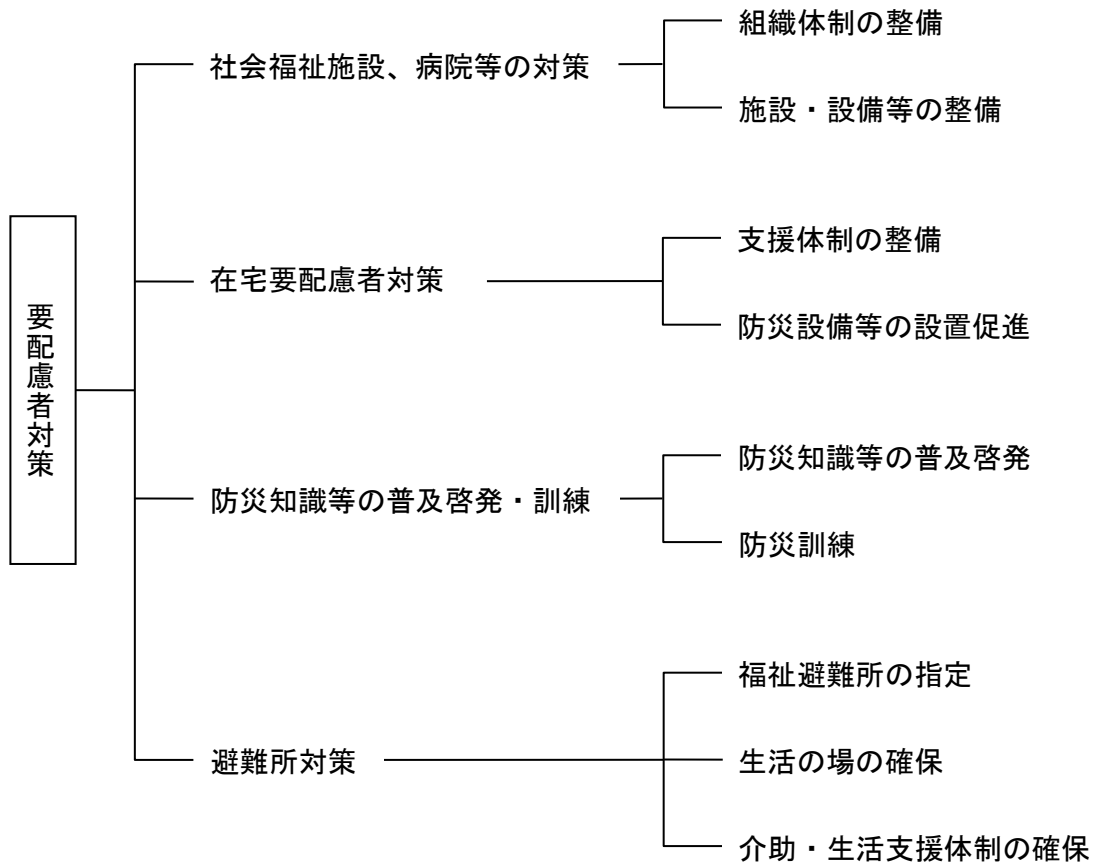 要配慮者対策
社会福祉施設、病院等の対策
組織体制の整備
施設・設備等の整備
在宅要配慮者対策
支援体制の整備
防災設備等の設置促進
防災知識等の普及啓発・訓練
防災知識等の普及啓発
防災訓練
避難所対策
福祉避難所の指定
生活の場の確保
介助・生活支援体制の確保